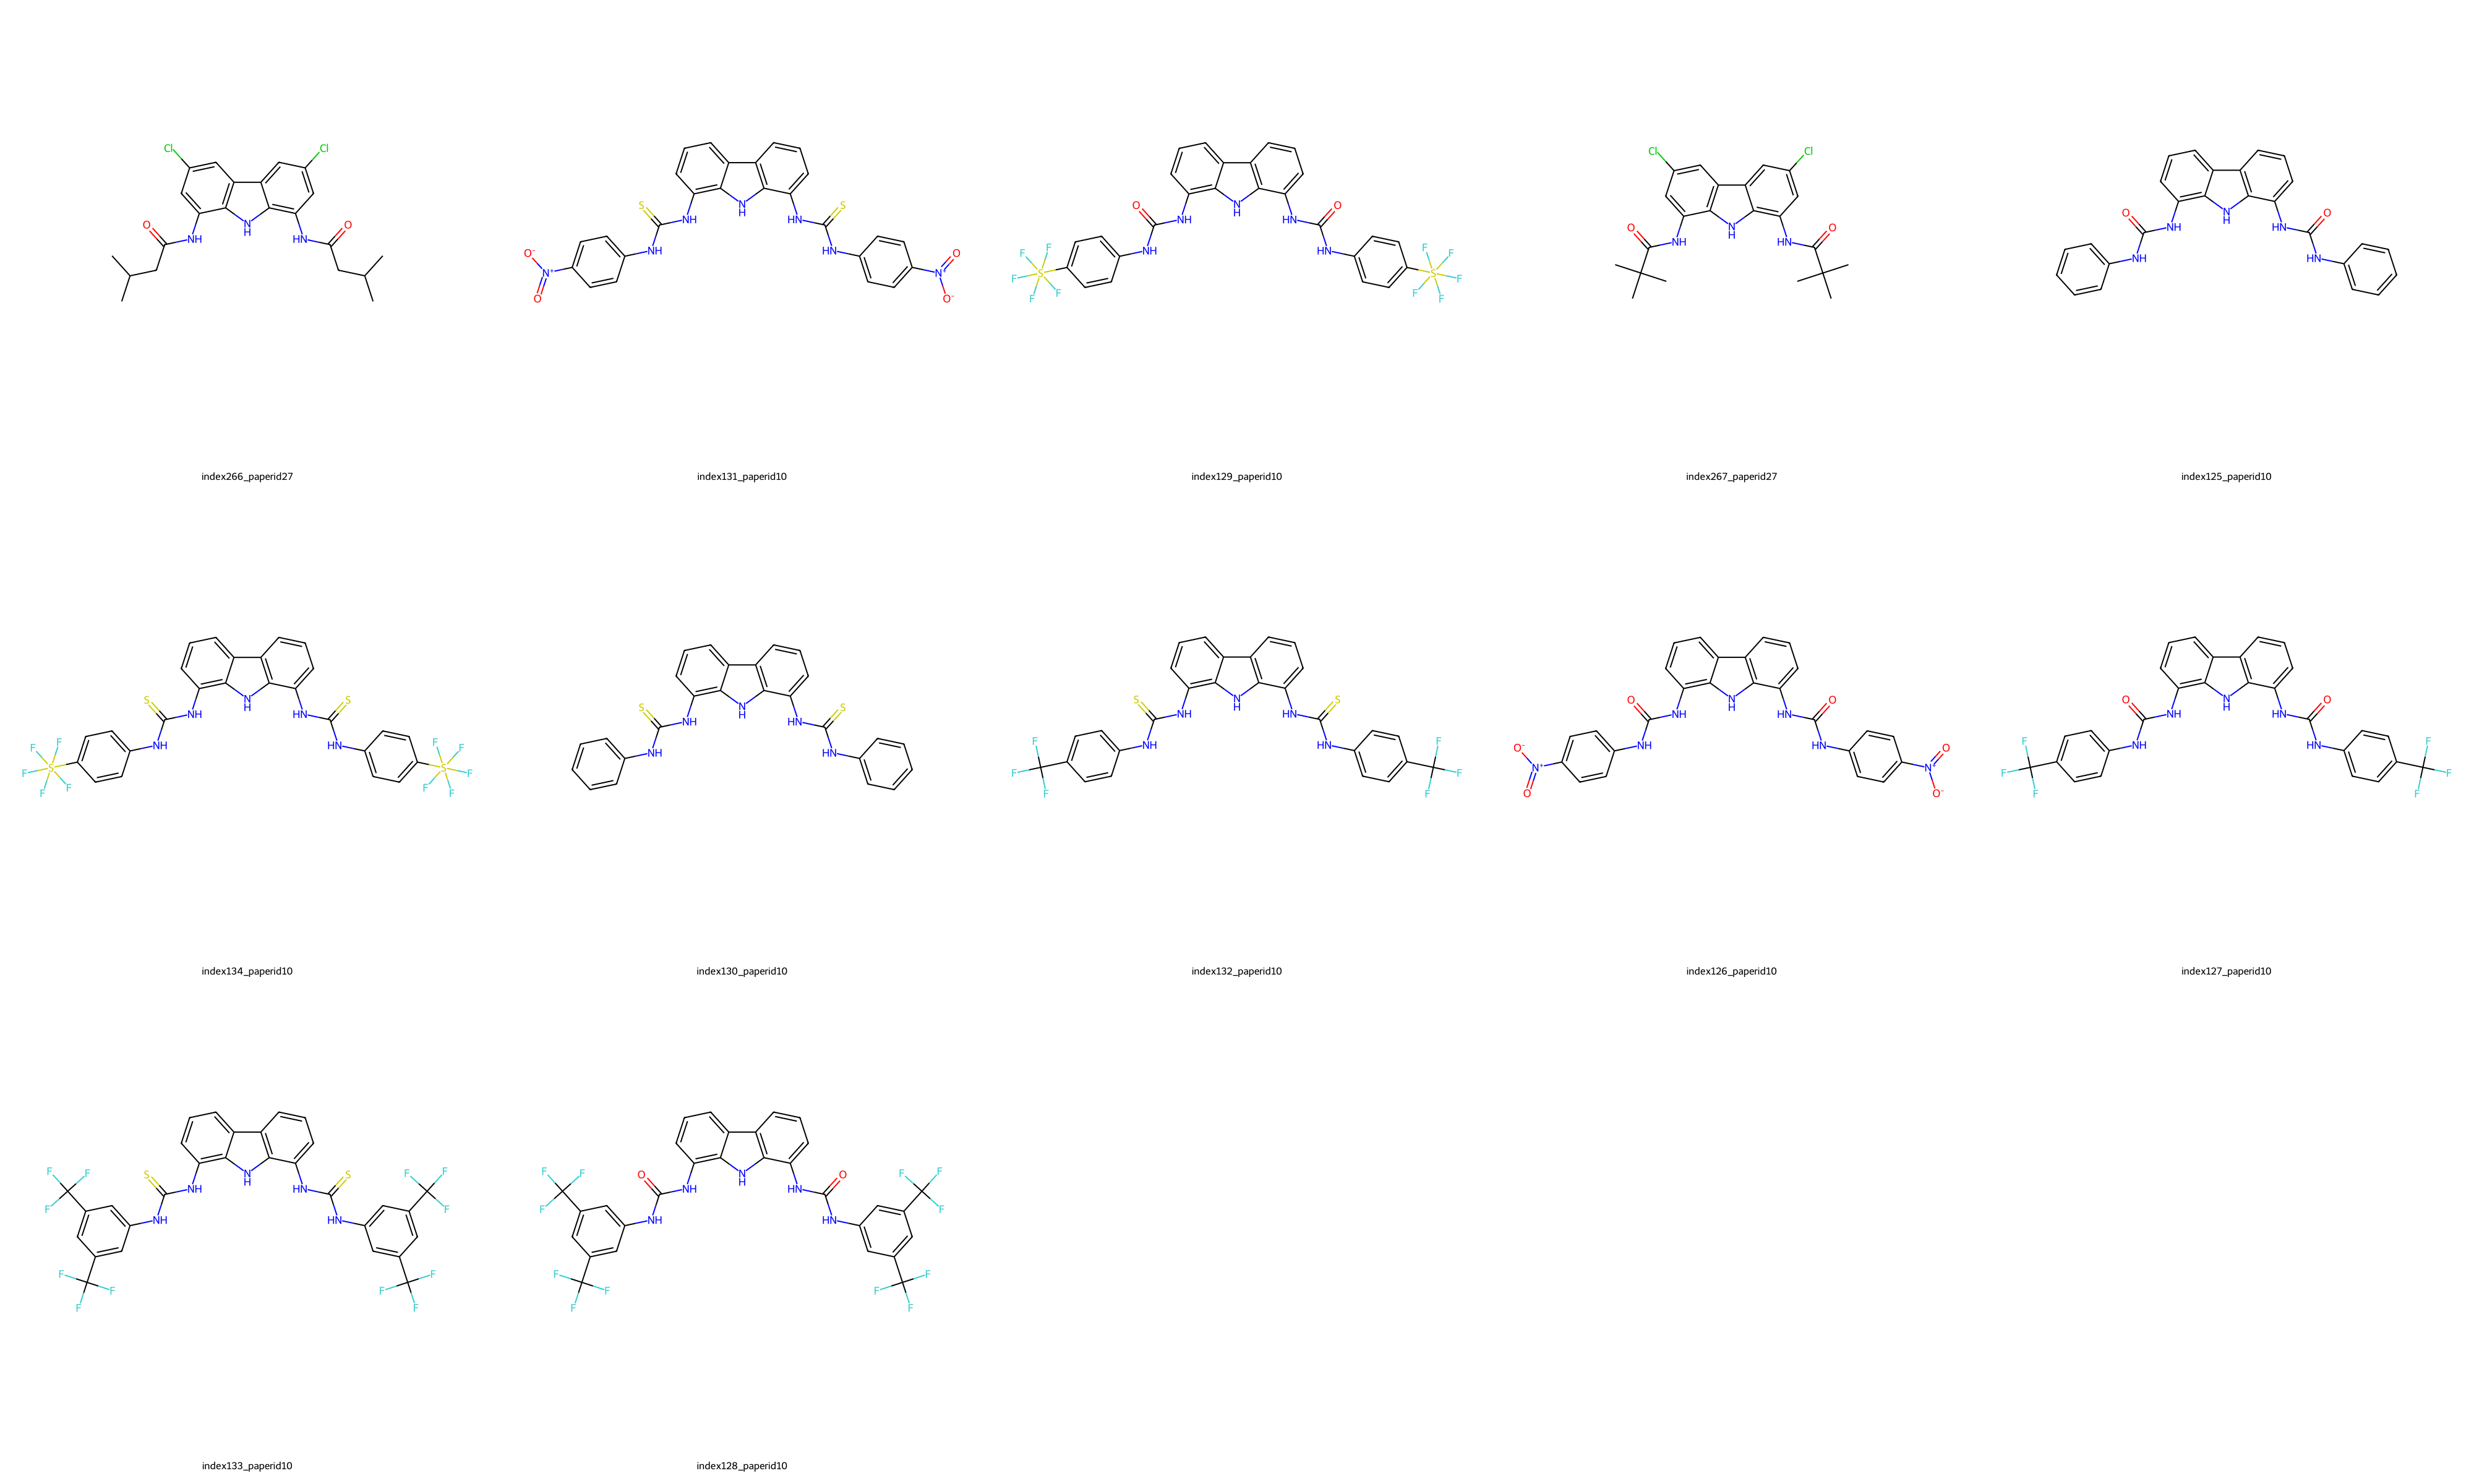 Cl Cl
O O
NH N H HN
index266_paperid27
S S
NH N H HN
NH HN
O⁻ N⁺ O N⁺ O O⁻
index131_paperid10
O O
NH N H HN
NH HN
F F F F F S S F F F F F
index129_paperid10
Cl Cl
O O
NH N H HN
index267_paperid27
O O
NH N H HN
NH HN
index125_paperid10
S S
NH N H HN
NH HN
F F F F F S S F F F F F
index134_paperid10
S S
NH N H HN
NH HN
index130_paperid10
S S
NH N H HN
NH HN
F F F F F F
index132_paperid10
O O
NH N H HN
NH HN
O⁻ N⁺ O N⁺ O O⁻
index126_paperid10
O O
NH N H HN
NH HN
F F F F F F
index127_paperid10
F F F S S F F F
NH N H HN
NH HN
F F F F F F
index133_paperid10
F F F O O F F F
NH N H HN
NH HN
F F F F F F
index128_paperid10